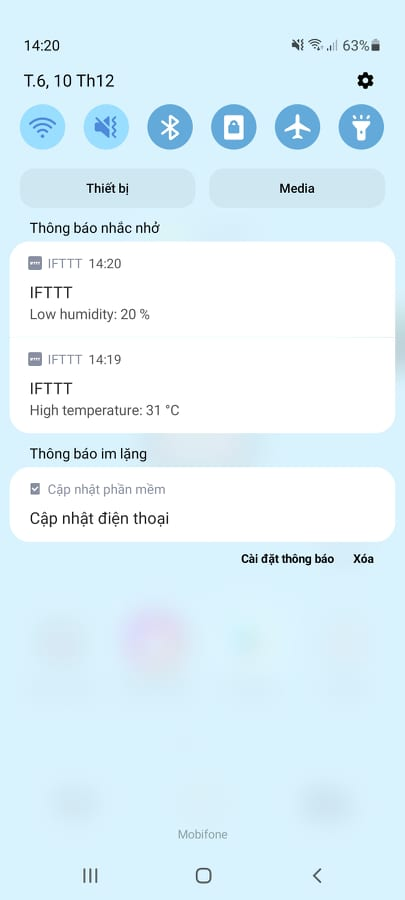 14:20
63%
T.6, 10 Th12
Thiết bị
Media
Thông báo nhắc nhở
IFTTT 14:20
IFTTT
Low humidity: 20 %
IFTTT 14:19
IFTTT
High temperature: 31 °C
Thông báo im lặng
Cập nhật phần mềm
Cập nhật điện thoại
Cài đặt thông báo
Xóa
Mobifone